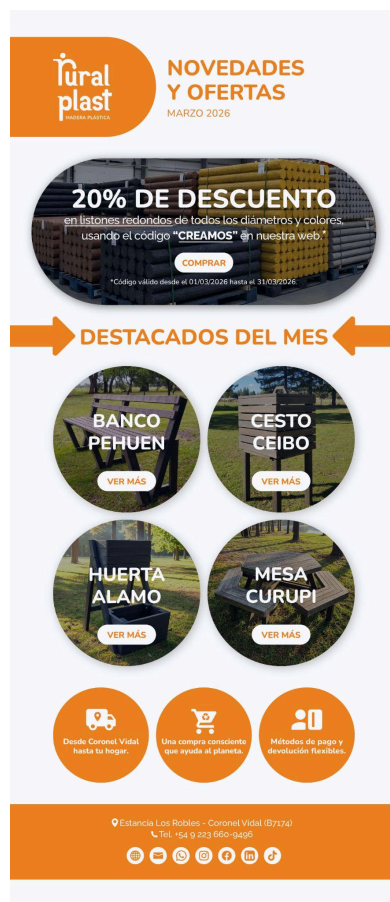 rural
plast
MADERA PLÁSTICA
NOVEDADES
Y OFERTAS
MARZO 2026
20% DE DESCUENTO
en listones redondos de todos los diámetros y colores,
usando el código "CREAMOS" en nuestra web.*
COMPRAR
*Código válido desde el 01/03/2026 hasta el 31/03/2026.
DESTACADOS DEL MES
BANCO
PEHUEN
VER MÁS
CESTO
CEIBO
VER MÁS
HUERTA
ALAMO
VER MÁS
MESA
CURUPI
VER MÁS
Desde Coronel Vidal
hasta tu hogar.
Una compra consciente
que ayuda al planeta.
Métodos de pago y
devolución flexibles.
Estancia Los Robles - Coronel Vidal (B7174)
Tel. +54 9 223 660-9496